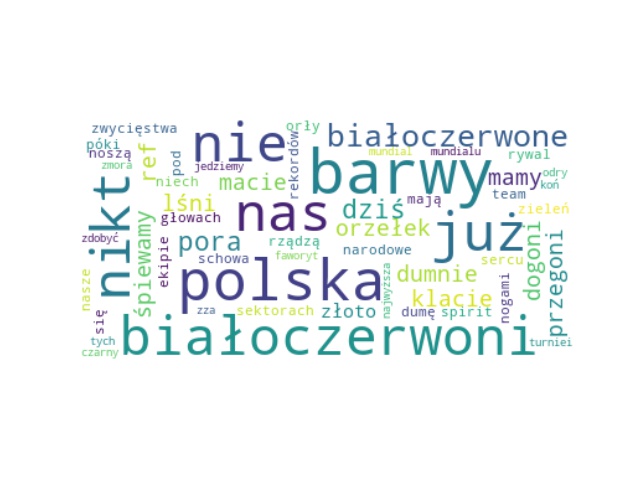 zwycięstwa nie orły białoczerwone
póki noszą zmora ref pod jedziemy rekordów mundial mundialu rywal
niech macie barwy mamy odry koń
nikt lśni głowach nas dziś mają team zieleń
zdobyć śpiewamy ekipie pora rządzą orzełek już dogoni przegoni
schowa faworyt narodowe sercu
nasze polska najwyższa dumnie klacie nogami
się zza sektorach złoto dumę spirit
tych czarny białoczerwoni turniei